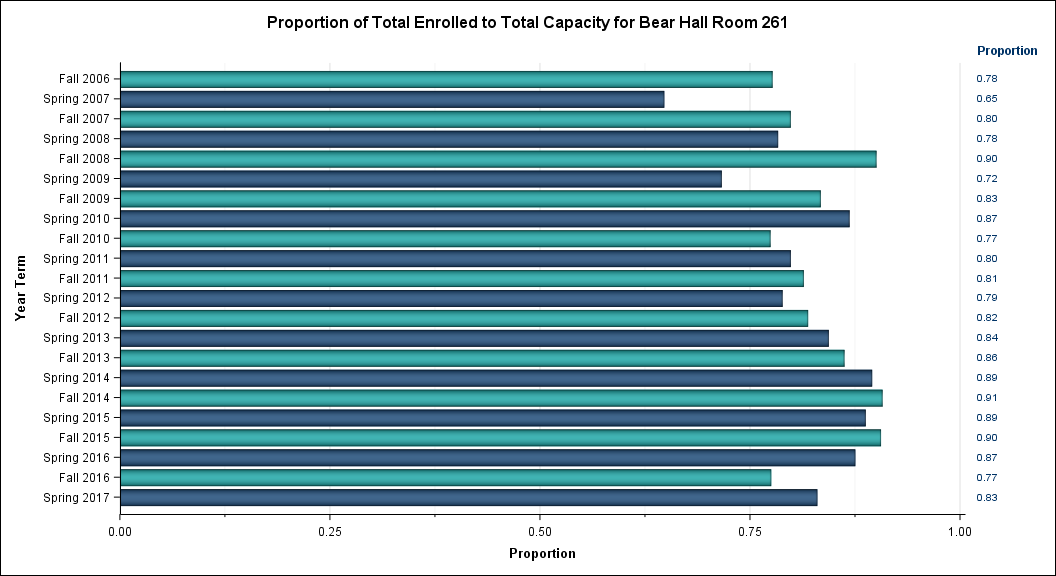 Proportion of Total Enrolled to Total Capacity for Bear Hall Room 261
Proportion
Fall 2006 0.78
Spring 2007 0.65
Fall 2007 0.80
Spring 2008 0.78
Fall 2008 0.90
Spring 2009 0.72
Fall 2009 0.83
Spring 2010 0.87
Fall 2010 0.77
Spring 2011 0.80
Fall 2011 0.81
Spring 2012 0.79
Fall 2012 0.82
Spring 2013 0.84
Fall 2013 0.86
Spring 2014 0.89
Fall 2014 0.91
Spring 2015 0.89
Fall 2015 0.90
Spring 2016 0.87
Fall 2016 0.77
Spring 2017 0.83
Year Term
0.00 0.25 0.50 0.75 1.00
Proportion